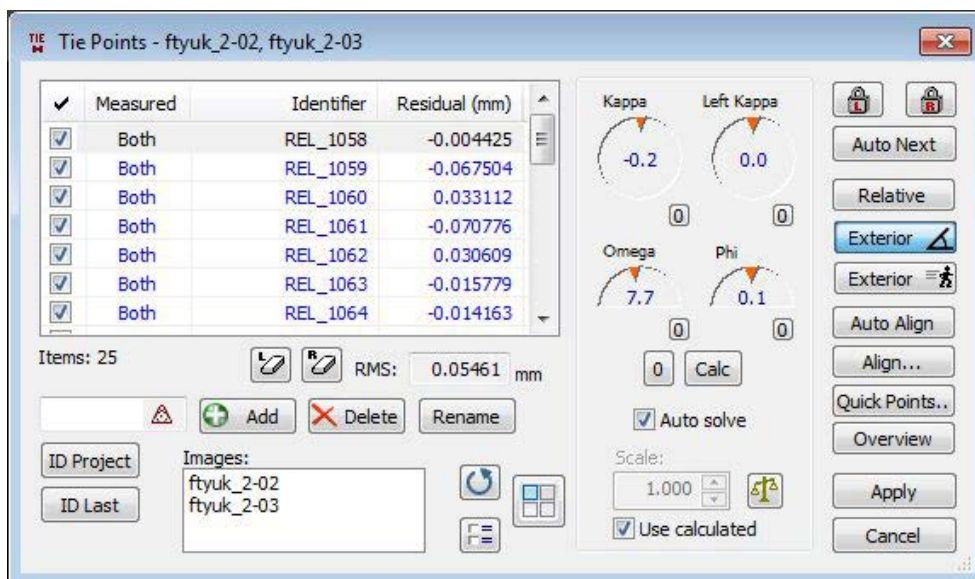 TIE Tie Points - ftyuk_2-02, ftyuk_2-03
✓ Measured Identifier Residual (mm)
Both REL_1058 -0.004425
Both REL_1059 -0.067504
Both REL_1060 0.033112
Both REL_1061 -0.070776
Both REL_1062 0.030609
Both REL_1063 -0.015779
Both REL_1064 -0.014163
Items: 25
L R RMS: 0.05461 mm
Add Delete Rename
ID Project
ID Last
Images:
ftyuk_2-02
ftyuk_2-03
Kappa Left Kappa
-0.2 0.0
0 0
Omega Phi
7.7 0.1
0 0
0 Calc
Auto solve
Scale:
1.000
Use calculated
L R
Auto Next
Relative
Exterior
Exterior
Auto Align
Align...
Quick Points..
Overview
Apply
Cancel